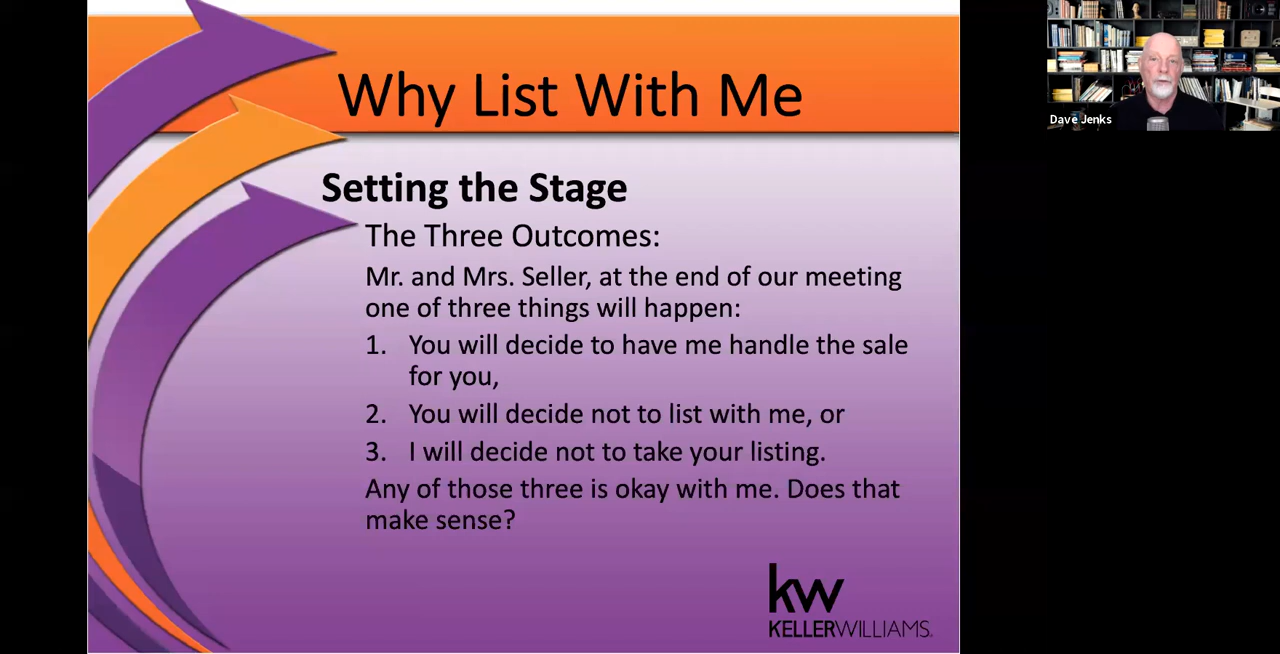 Why List With Me
Dave Jenks
Setting the Stage
The Three Outcomes:
Mr. and Mrs. Seller, at the end of our meeting
one of three things will happen:
1. You will decide to have me handle the sale
for you,
2. You will decide not to list with me, or
3. I will decide not to take your listing.
Any of those three is okay with me. Does that
make sense?
kw
KELLERWILLIAMS.